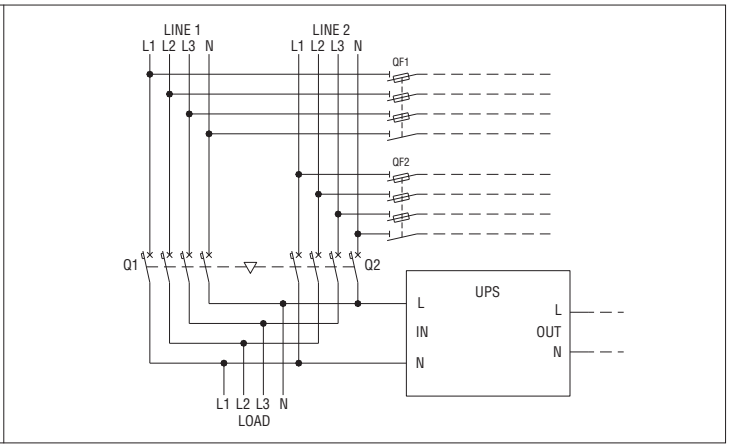 LINE 1 LINE 2
L1 L2 L3 N L1 L2 L3 N
QF1
QF2
Q1 Q2
UPS
L L
IN OUT
N N
L1 L2 L3 N
LOAD